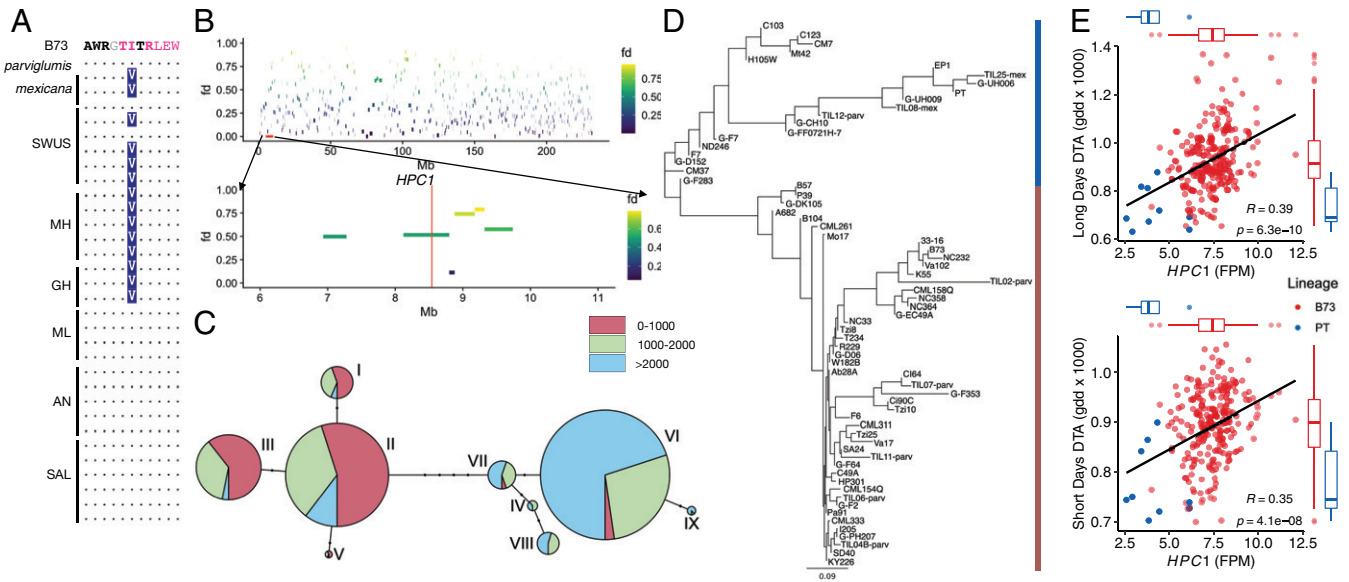 A
B73
AWRGTITRLEW
parviglumis
V
mexicana
V
SWUS
V
V
V
V
MH
V
V
V
V
GH
V
V
V
ML
AN
SAL
B
1.00
0.75
0.50
0.25
0.00
fd
0
50
100
150
200
Mb
fd
0.75
0.50
0.25
HPC1
1.00
0.75
0.50
0.25
0.00
fd
6
7
8
9
10
11
Mb
fd
0.6
0.4
0.2
C
0-1000
1000-2000
>2000
I
II
III
V
VII
IV
VIII
VI
IX
D
C103
C123
CM7
Mt42
H105W
EP1
TIL25-mex
G-UH006
PT
G-UH009
TIL08-mex
TIL12-parv
G-CH10
G-FF0721H-7
G-F7
ND246
F7
G-D152
CM37
G-F283
B57
P39
G-DK105
A682
B104
CML261
Mo17
33-16
B73
NC232
Va102
K55
TIL02-parv
CML158Q
NC358
NC364
G-EC49A
NC33
Tzi8
T234
R229
G-D06
W182B
Ab28A
CI64
TIL07-parv
G-F353
Ci90C
Tzi10
F6
CML311
Tzi25
Va17
SA24
TIL11-parv
G-F64
C49A
HP301
CML154Q
TIL06-parv
G-F2
Pa91
CML333
I205
G-PH207
TIL04B-parv
SD40
KY226
0.09
E
Long Days DTA (gdd x 1000)
1.4
1.2
1.0
0.8
0.6
R = 0.39
p = 6.3e−10
2.5
5.0
7.5
10.0
12.5
HPC1 (FPM)
Lineage
B73
PT
Short Days DTA (gdd x 1000)
1.0
0.9
0.8
0.7
R = 0.35
p = 4.1e−08
2.5
5.0
7.5
10.0
12.5
HPC1 (FPM)